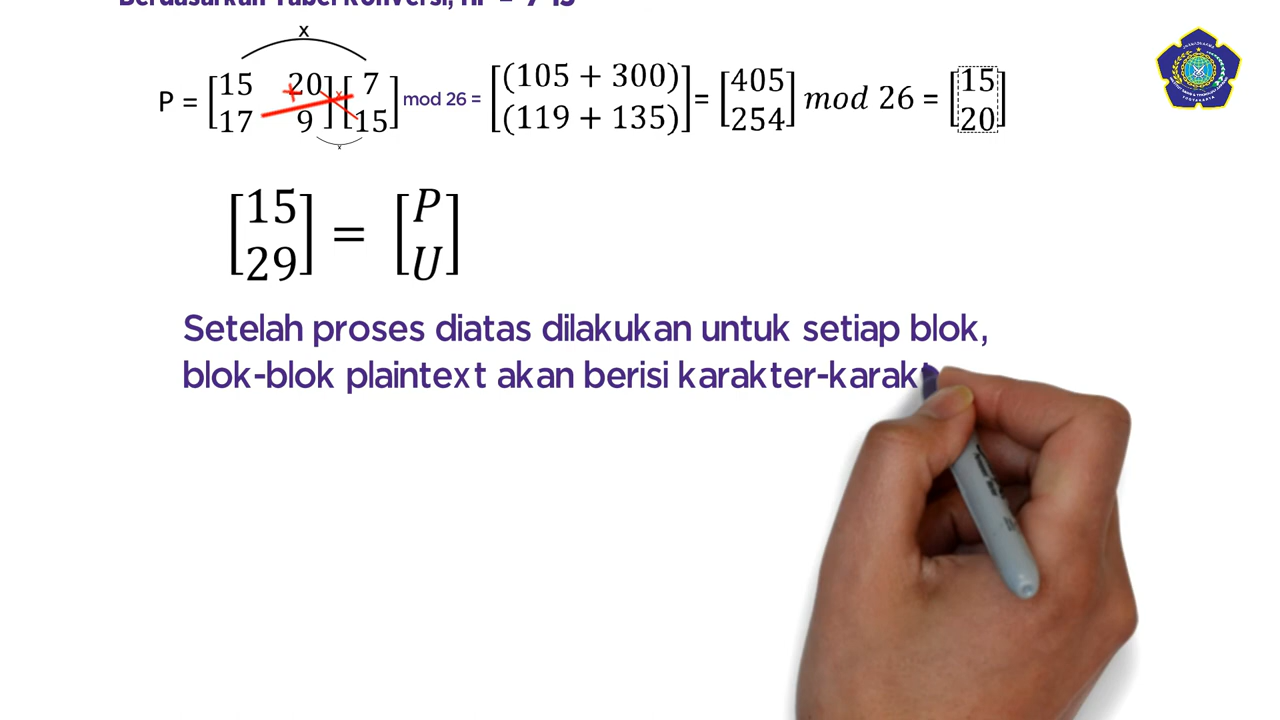 P = [15 20 17 9] [7 15] mod 26 = [(105 + 300) (119 + 135)] = [405 254] mod 26 = [15 20]
x
[15 29] = [P U]
Setelah proses diatas dilakukan untuk setiap blok,
blok-blok plaintext akan berisi karakter-karakt